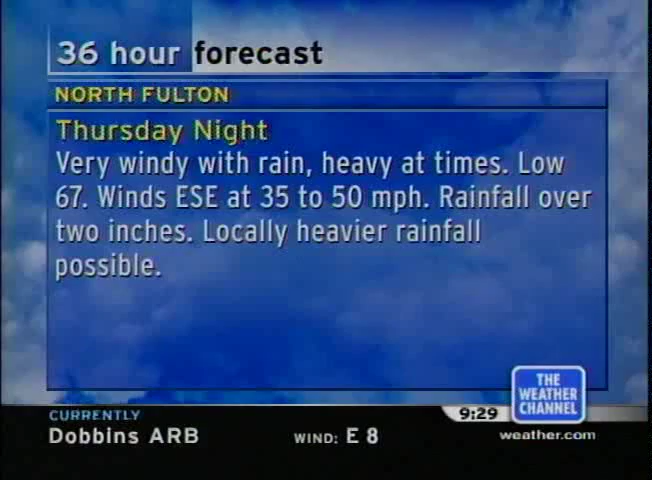 36 hour forecast
NORTH FULTON
Thursday Night
Very windy with rain, heavy at times. Low
67. Winds ESE at 35 to 50 mph. Rainfall over
two inches. Locally heavier rainfall
possible.
THE
WEATHER
CHANNEL
CURRENTLY
9:29
Dobbins ARB WIND: E 8
weather.com